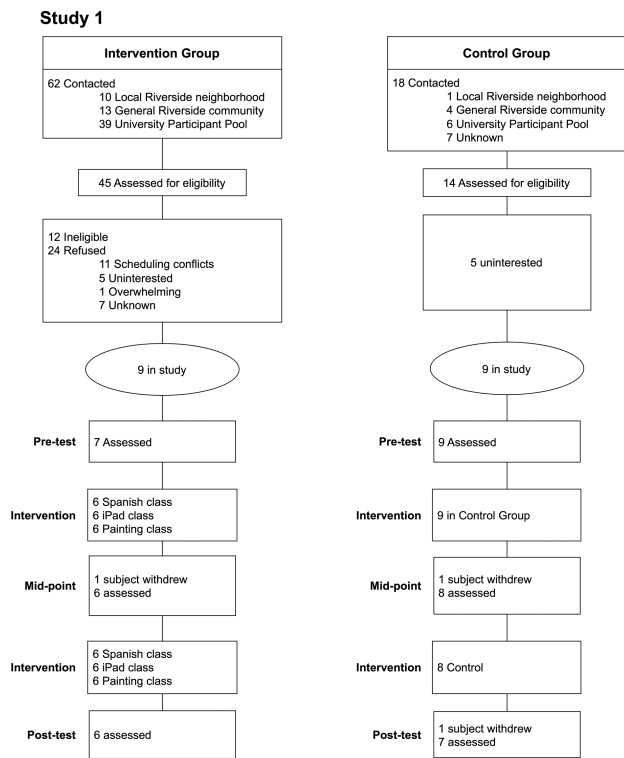 Study 1
Intervention Group
62 Contacted
10 Local Riverside neighborhood
13 General Riverside community
39 University Participant Pool
45 Assessed for eligibility
12 Ineligible
24 Refused
11 Scheduling conflicts
5 Uninterested
1 Overwhelming
7 Unknown
9 in study
Pre-test
7 Assessed
Intervention
6 Spanish class
6 iPad class
6 Painting class
Mid-point
1 subject withdrew
6 assessed
Intervention
6 Spanish class
6 iPad class
6 Painting class
Post-test
6 assessed
Control Group
18 Contacted
1 Local Riverside neighborhood
4 General Riverside community
6 University Participant Pool
7 Unknown
14 Assessed for eligibility
5 uninterested
9 in study
Pre-test
9 Assessed
Intervention
9 in Control Group
Mid-point
1 subject withdrew
8 assessed
Intervention
8 Control
Post-test
1 subject withdrew
7 assessed